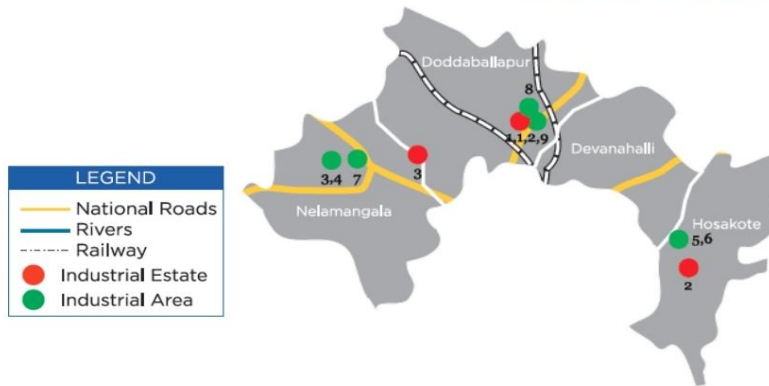 Doddaballapur
8
1,1,2,9
Devanahalli
3
3,4
7
Nelamangala
Hosakote
5,6
2
LEGEND
National Roads
Rivers
Railway
Industrial Estate
Industrial Area